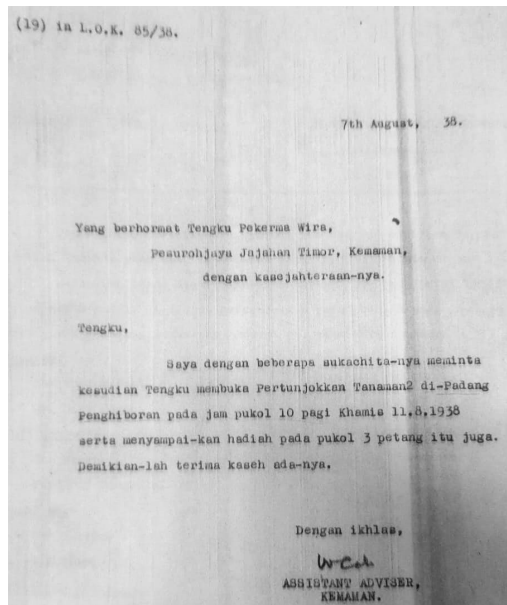 (19) in L.O.K. 85/38.
7th August, 38.
Yang berhormat Tengku Pekerma Wira,
Pesurohjaya Jajahan Timor, Kemaman,
dengan kasejahteraan-nya.
Tengku,
Saya dengan beberapa sukachita-nya meminta
kesudian Tengku membuka Pertunjokkan Tanaman2 di-Padang
Penghiboran pada jam pukol 10 pagi Khamis 11.8.1938
serta menyampai-kan hadiah pada pukol 3 petang itu juga.
Demikian-lah terima kaseh ada-nya.
Dengan ikhlas,
ASSISTANT ADVISER,
KEMAMAN.